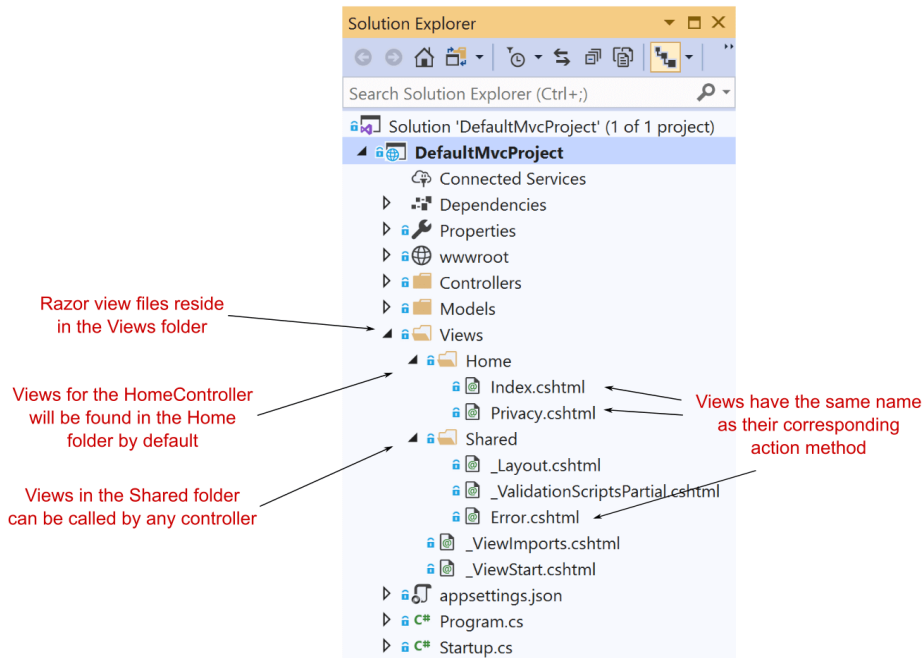 Solution Explorer
Search Solution Explorer (Ctrl+;)
Solution 'DefaultMvcProject' (1 of 1 project)
DefaultMvcProject
Connected Services
Dependencies
Properties
wwwroot
Controllers
Models
Views
Home
Index.cshtml
Privacy.cshtml
Shared
_Layout.cshtml
_ValidationScriptsPartial.cshtml
Error.cshtml
_ViewImports.cshtml
_ViewStart.cshtml
appsettings.json
C# Program.cs
C# Startup.cs
Razor view files reside
in the Views folder
Views for the HomeController
will be found in the Home
folder by default
Views in the Shared folder
can be called by any controller
Views have the same name
as their corresponding
action method